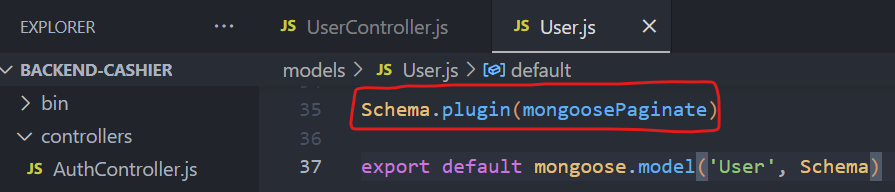 EXPLORER
...
JS UserController.js
JS User.js
BACKEND-CASHIER
models > JS User.js > default
bin
controllers
JS AuthController.js
35 Schema.plugin(mongoosePaginate)
36
37 export default mongoose.model('User', Schema)